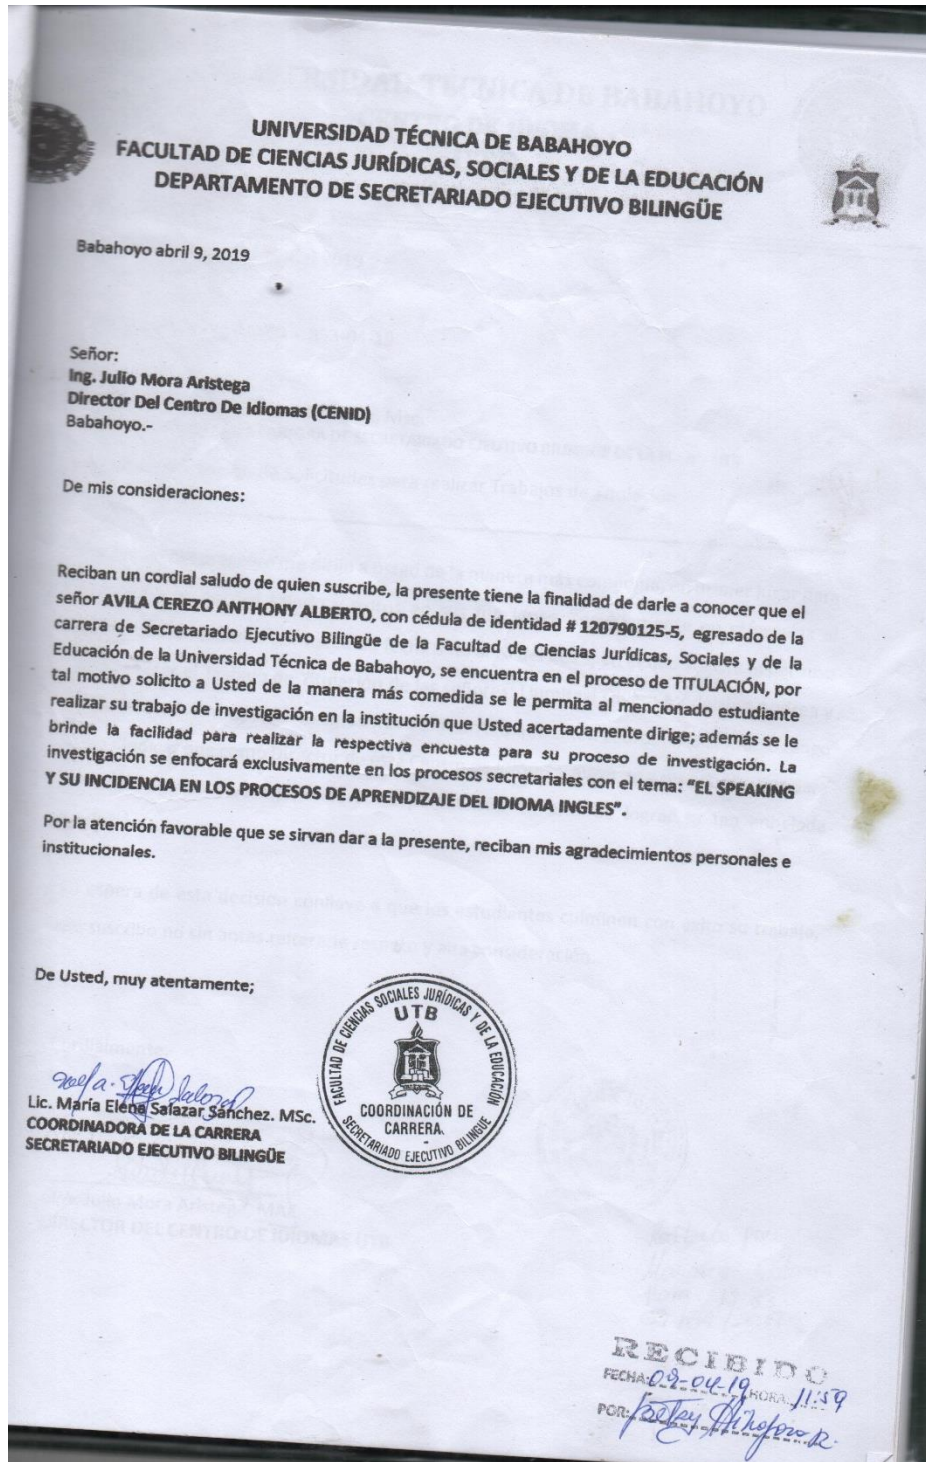 UNIVERSIDAD TÉCNICA DE BABAHOYO
FACULTAD DE CIENCIAS JURÍDICAS, SOCIALES Y DE LA EDUCACIÓN
DEPARTAMENTO DE SECRETARIADO EJECUTIVO BILINGÜE
Babahoyo abril 9, 2019
Señor:
Ing. Julio Mora Aristega
Director Del Centro De Idiomas (CENID)
Babahoyo.-
De mis consideraciones:
Reciban un cordial saludo de quien suscribe, la presente tiene la finalidad de darle a conocer que el
señor AVILA CEREZO ANTHONY ALBERTO, con cédula de identidad # 120790125-5, egresado de la
carrera de Secretariado Ejecutivo Bilingüe de la Facultad de Ciencias Jurídicas, Sociales y de la
Educación de la Universidad Técnica de Babahoyo, se encuentra en el proceso de TITULACIÓN, por
tal motivo solicito a Usted de la manera más comedida se le permita al mencionado estudiante
realizar su trabajo de investigación en la institución que Usted acertadamente dirige; además se le
brinde la facilidad para realizar la respectiva encuesta para su proceso de investigación. La
investigación se enfocará exclusivamente en los procesos secretariales con el tema: “EL SPEAKING
Y SU INCIDENCIA EN LOS PROCESOS DE APRENDIZAJE DEL IDIOMA INGLES”.
Por la atención favorable que se sirvan dar a la presente, reciban mis agradecimientos personales e
institucionales.
De Usted, muy atentamente;
FACULTAD DE CIENCIAS SOCIALES JURÍDICAS Y DE LA EDUCACIÓN
UTB
COORDINACIÓN DE
CARRERA.
SECRETARIADO EJECUTIVO BILINGUE
Lic. María Elena Salazar Sánchez. MSc.
COORDINADORA DE LA CARRERA
SECRETARIADO EJECUTIVO BILINGÜE
RECIBIDO
FECHA: 09-04-19 HORA: 11:59
POR: